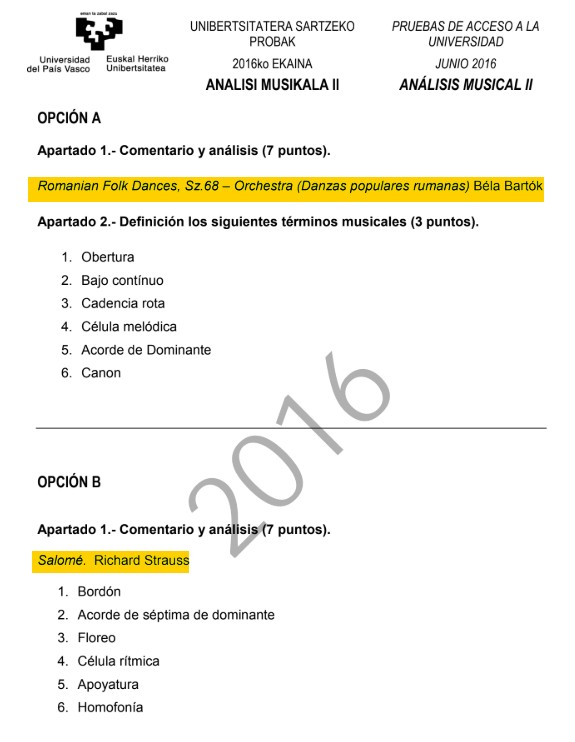 eman ta zabal zazu
Universidad
del País Vasco
Euskal Herriko
Unibertsitatea
UNIBERTSITATERA SARTZEKO
PROBAK
2016ko EKAINA
ANALISI MUSIKALA II
PRUEBAS DE ACCESO A LA
UNIVERSIDAD
JUNIO 2016
ANÁLISIS MUSICAL II
OPCIÓN A
Apartado 1.- Comentario y análisis (7 puntos).
Romanian Folk Dances, Sz.68 – Orchestra (Danzas populares rumanas) Béla Bartók
Apartado 2.- Definición los siguientes términos musicales (3 puntos).
1. Obertura
2. Bajo contínuo
3. Cadencia rota
4. Célula melódica
5. Acorde de Dominante
6. Canon
2016
OPCIÓN B
Apartado 1.- Comentario y análisis (7 puntos).
Salomé. Richard Strauss
1. Bordón
2. Acorde de séptima de dominante
3. Floreo
4. Célula rítmica
5. Apoyatura
6. Homofonía